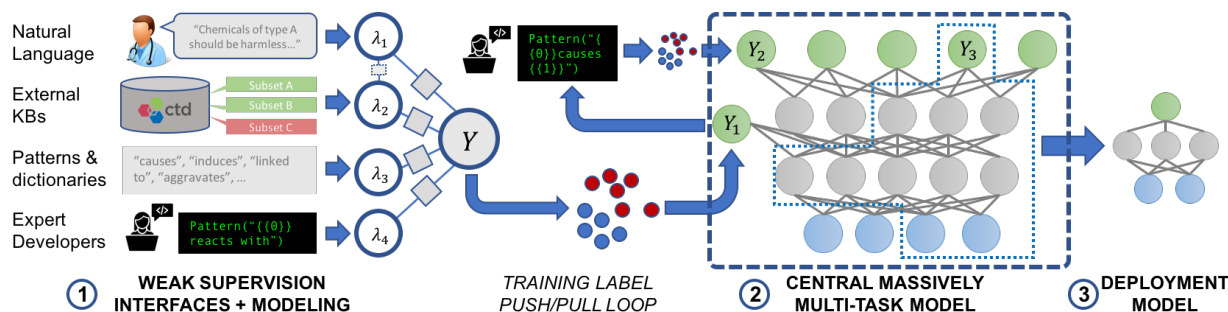 Natural
Language
“Chemicals of type A
should be harmless…”
λ1
External
KBs
ctd
Subset A
Subset B
Subset C
λ2
Patterns &
dictionaries
“causes”, “induces”, “linked
to”, “aggravates”, …
λ3
Expert
Developers
</>
Pattern(“{{0}}
reacts with”)
λ4
Y
</>
Pattern(“{
{0}}causes
{{1}}”)
Y1
Y2
Y3
1 WEAK SUPERVISION
INTERFACES + MODELING
TRAINING LABEL
PUSH/PULL LOOP
2 CENTRAL MASSIVELY
MULTI-TASK MODEL
3 DEPLOYMENT
MODEL